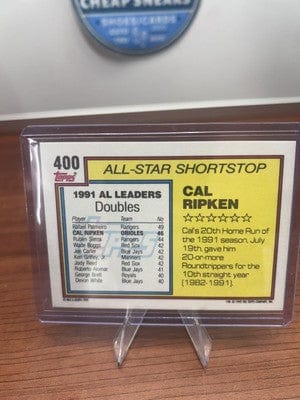 CHEAP SNEAKS
SHOES/CARDS
400
Topps
ALL-STAR SHORTSTOP
1991 AL LEADERS
Doubles
Player Team No
Rafael Palmeiro Rangers 49
CAL RIPKEN ORIOLES 46
Ruben Sierra Rangers 44
Wade Boggs Red Sox 42
Joe Carter Blue Jays 42
Ken Griffey, Jr. Mariners 42
Jody Reed Red Sox 42
Roberto Alomar Blue Jays 41
George Brett Royals 40
Devon White Blue Jays 40
CAL
RIPKEN
Cal's 20th Home Run of
the 1991 season, July
19th, gave him
20-or-more
Roundtrippers for the
10th straight year
(1982-1991).